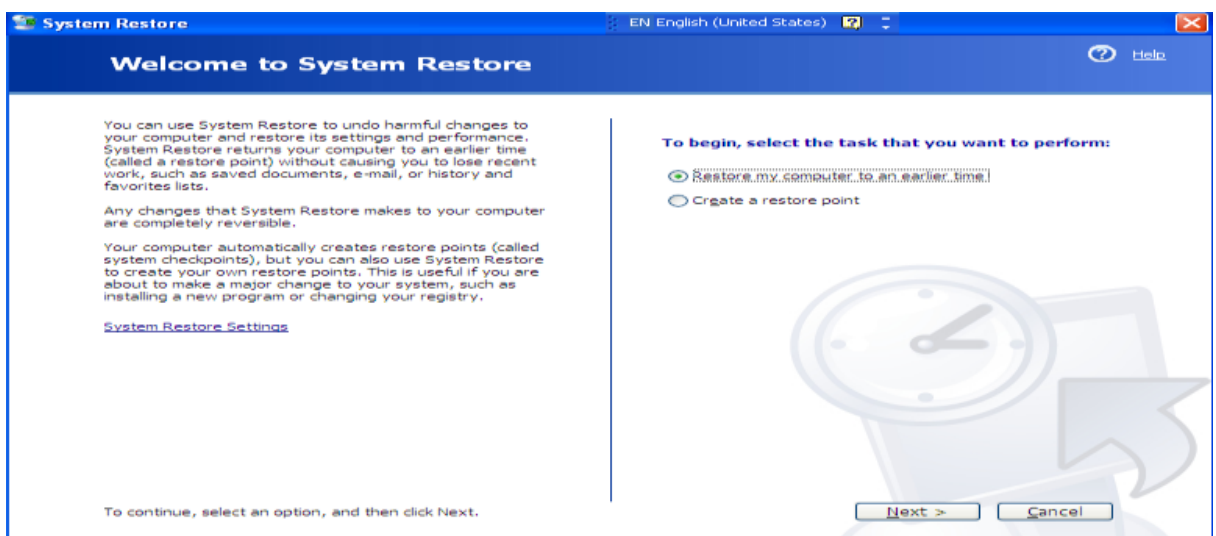 System Restore
EN English (United States)
Welcome to System Restore
Help
You can use System Restore to undo harmful changes to
your computer and restore its settings and performance.
System Restore returns your computer to an earlier time
(called a restore point) without causing you to lose recent
work, such as saved documents, e-mail, or history and
favorites lists.
Any changes that System Restore makes to your computer
are completely reversible.
Your computer automatically creates restore points (called
system checkpoints), but you can also use System Restore
to create your own restore points. This is useful if you are
about to make a major change to your system, such as
installing a new program or changing your registry.
System Restore Settings
To continue, select an option, and then click Next.
To begin, select the task that you want to perform:
Restore my computer to an earlier time
Create a restore point
Next >
Cancel